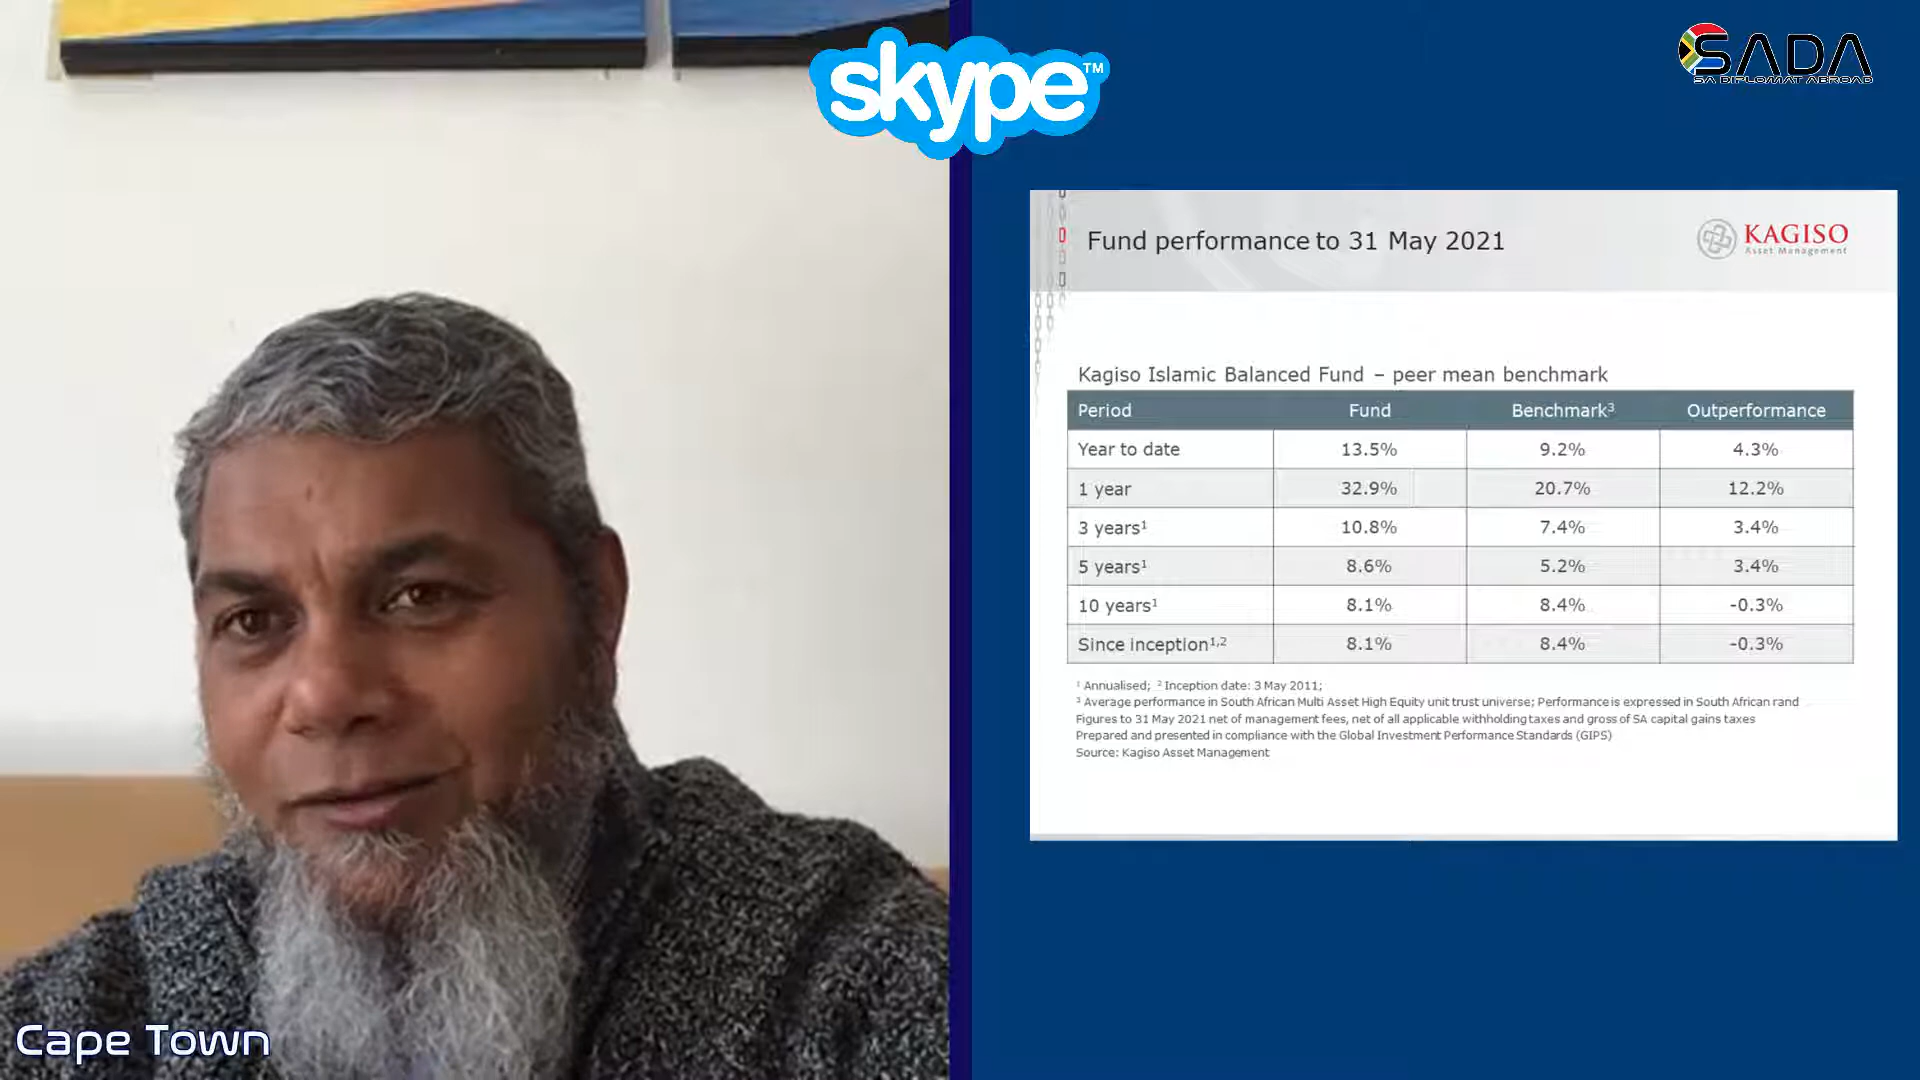 skype™
SADA
SA DIPLOMAT ABROAD
Fund performance to 31 May 2021
KAGISO
Asset Management
Kagiso Islamic Balanced Fund – peer mean benchmark
Period Fund Benchmark³ Outperformance
Year to date 13.5% 9.2% 4.3%
1 year 32.9% 20.7% 12.2%
3 years¹ 10.8% 7.4% 3.4%
5 years¹ 8.6% 5.2% 3.4%
10 years¹ 8.1% 8.4% -0.3%
Since inception¹,² 8.1% 8.4% -0.3%
¹ Annualised; ² Inception date: 3 May 2011;
³ Average performance in South African Multi Asset High Equity unit trust universe; Performance is expressed in South African rand
Figures to 31 May 2021 net of management fees, net of all applicable withholding taxes and gross of SA capital gains taxes
Prepared and presented in compliance with the Global Investment Performance Standards (GIPS)
Source: Kagiso Asset Management
Cape Town